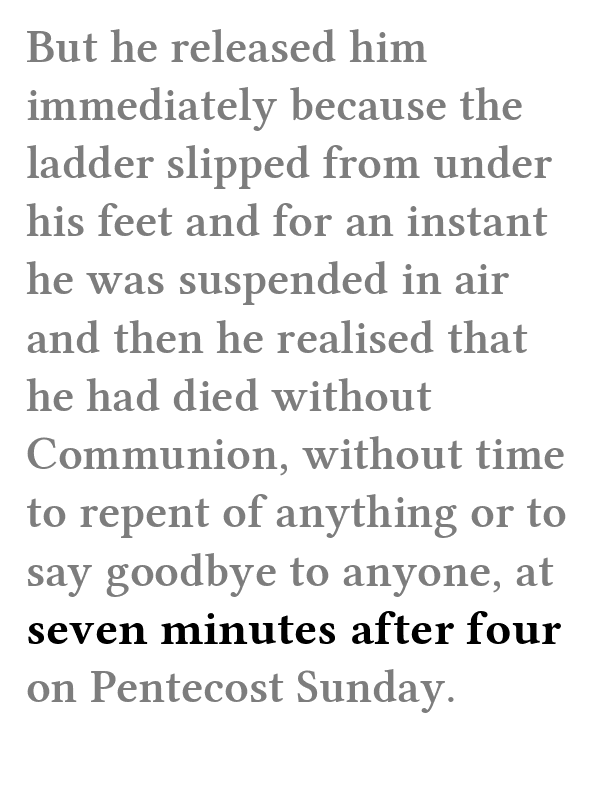 But he released him
immediately because the
ladder slipped from under
his feet and for an instant
he was suspended in air
and then he realised that
he had died without
Communion, without time
to repent of anything or to
say goodbye to anyone, at
seven minutes after four
on Pentecost Sunday.